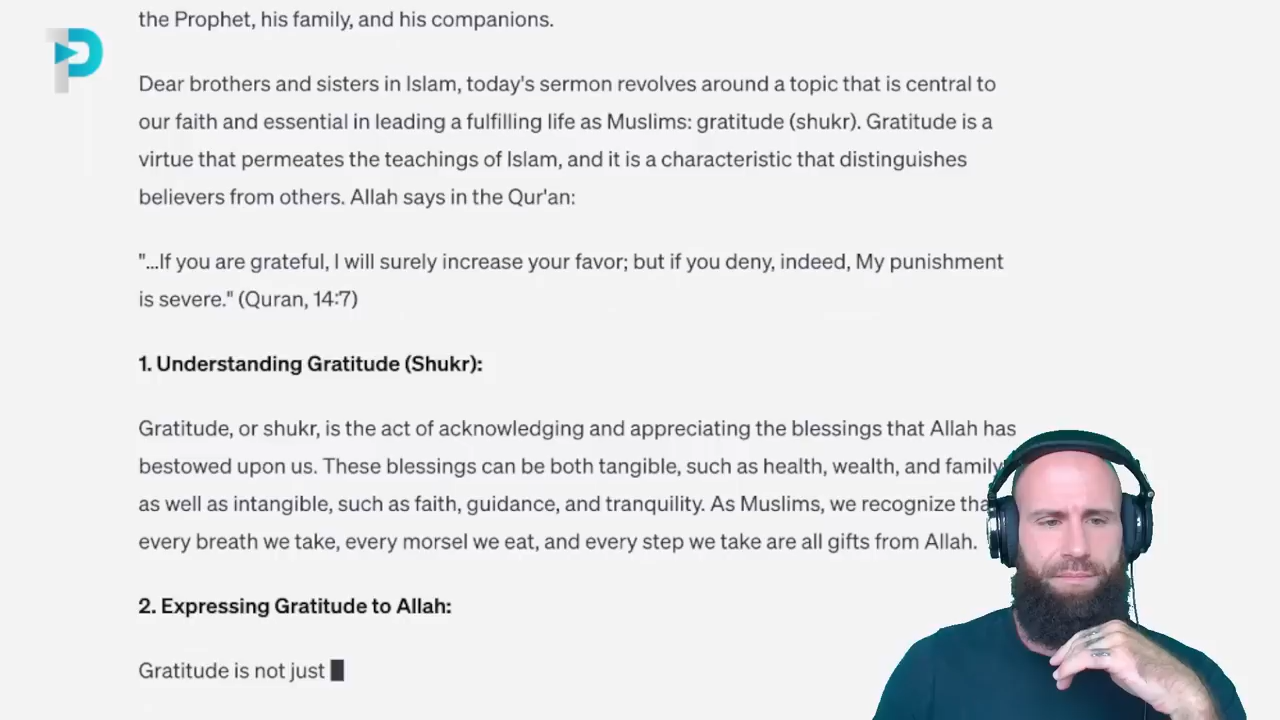 the Prophet, his family, and his companions.
Dear brothers and sisters in Islam, today's sermon revolves around a topic that is central to
our faith and essential in leading a fulfilling life as Muslims: gratitude (shukr). Gratitude is a
virtue that permeates the teachings of Islam, and it is a characteristic that distinguishes
believers from others. Allah says in the Qur'an:
"...If you are grateful, I will surely increase your favor; but if you deny, indeed, My punishment
is severe." (Quran, 14:7)
1. Understanding Gratitude (Shukr):
Gratitude, or shukr, is the act of acknowledging and appreciating the blessings that Allah has
bestowed upon us. These blessings can be both tangible, such as health, wealth, and family
as well as intangible, such as faith, guidance, and tranquility. As Muslims, we recognize tha
every breath we take, every morsel we eat, and every step we take are all gifts from Allah.
2. Expressing Gratitude to Allah:
Gratitude is not just